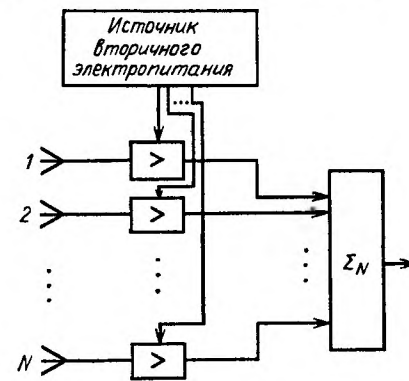 Источник
вторичного
электропитания
...
1 >
2 >
N >
Σ_N